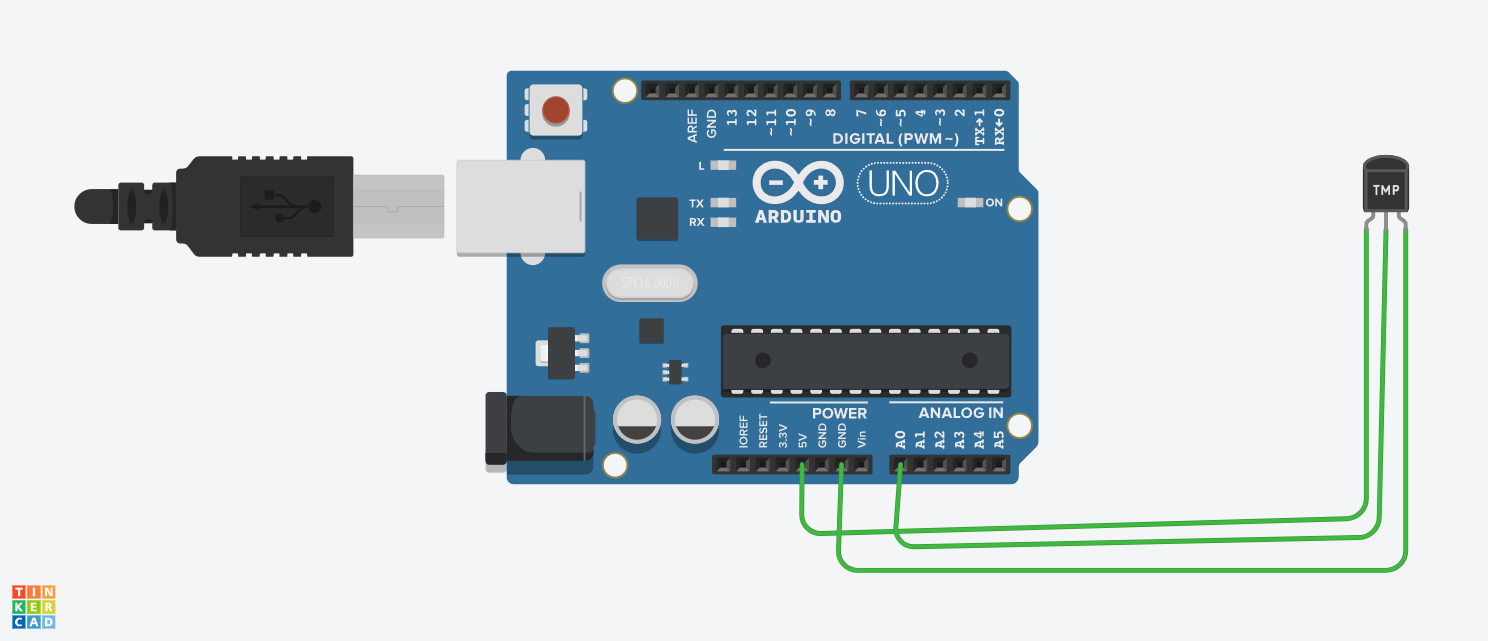 AREF
GND
13
12
~11
~10
~9
8
7
~6
~5
4
~3
2
TX→1
RX←0
DIGITAL (PWM~)
L
TX
RX
ARDUINO
UNO
ON
TMP
SPK16.000G
POWER
ANALOG IN
IOREF
RESET
3.3V
5V
GND
GND
Vin
A0
A1
A2
A3
A4
A5
TIN
KER
CAD